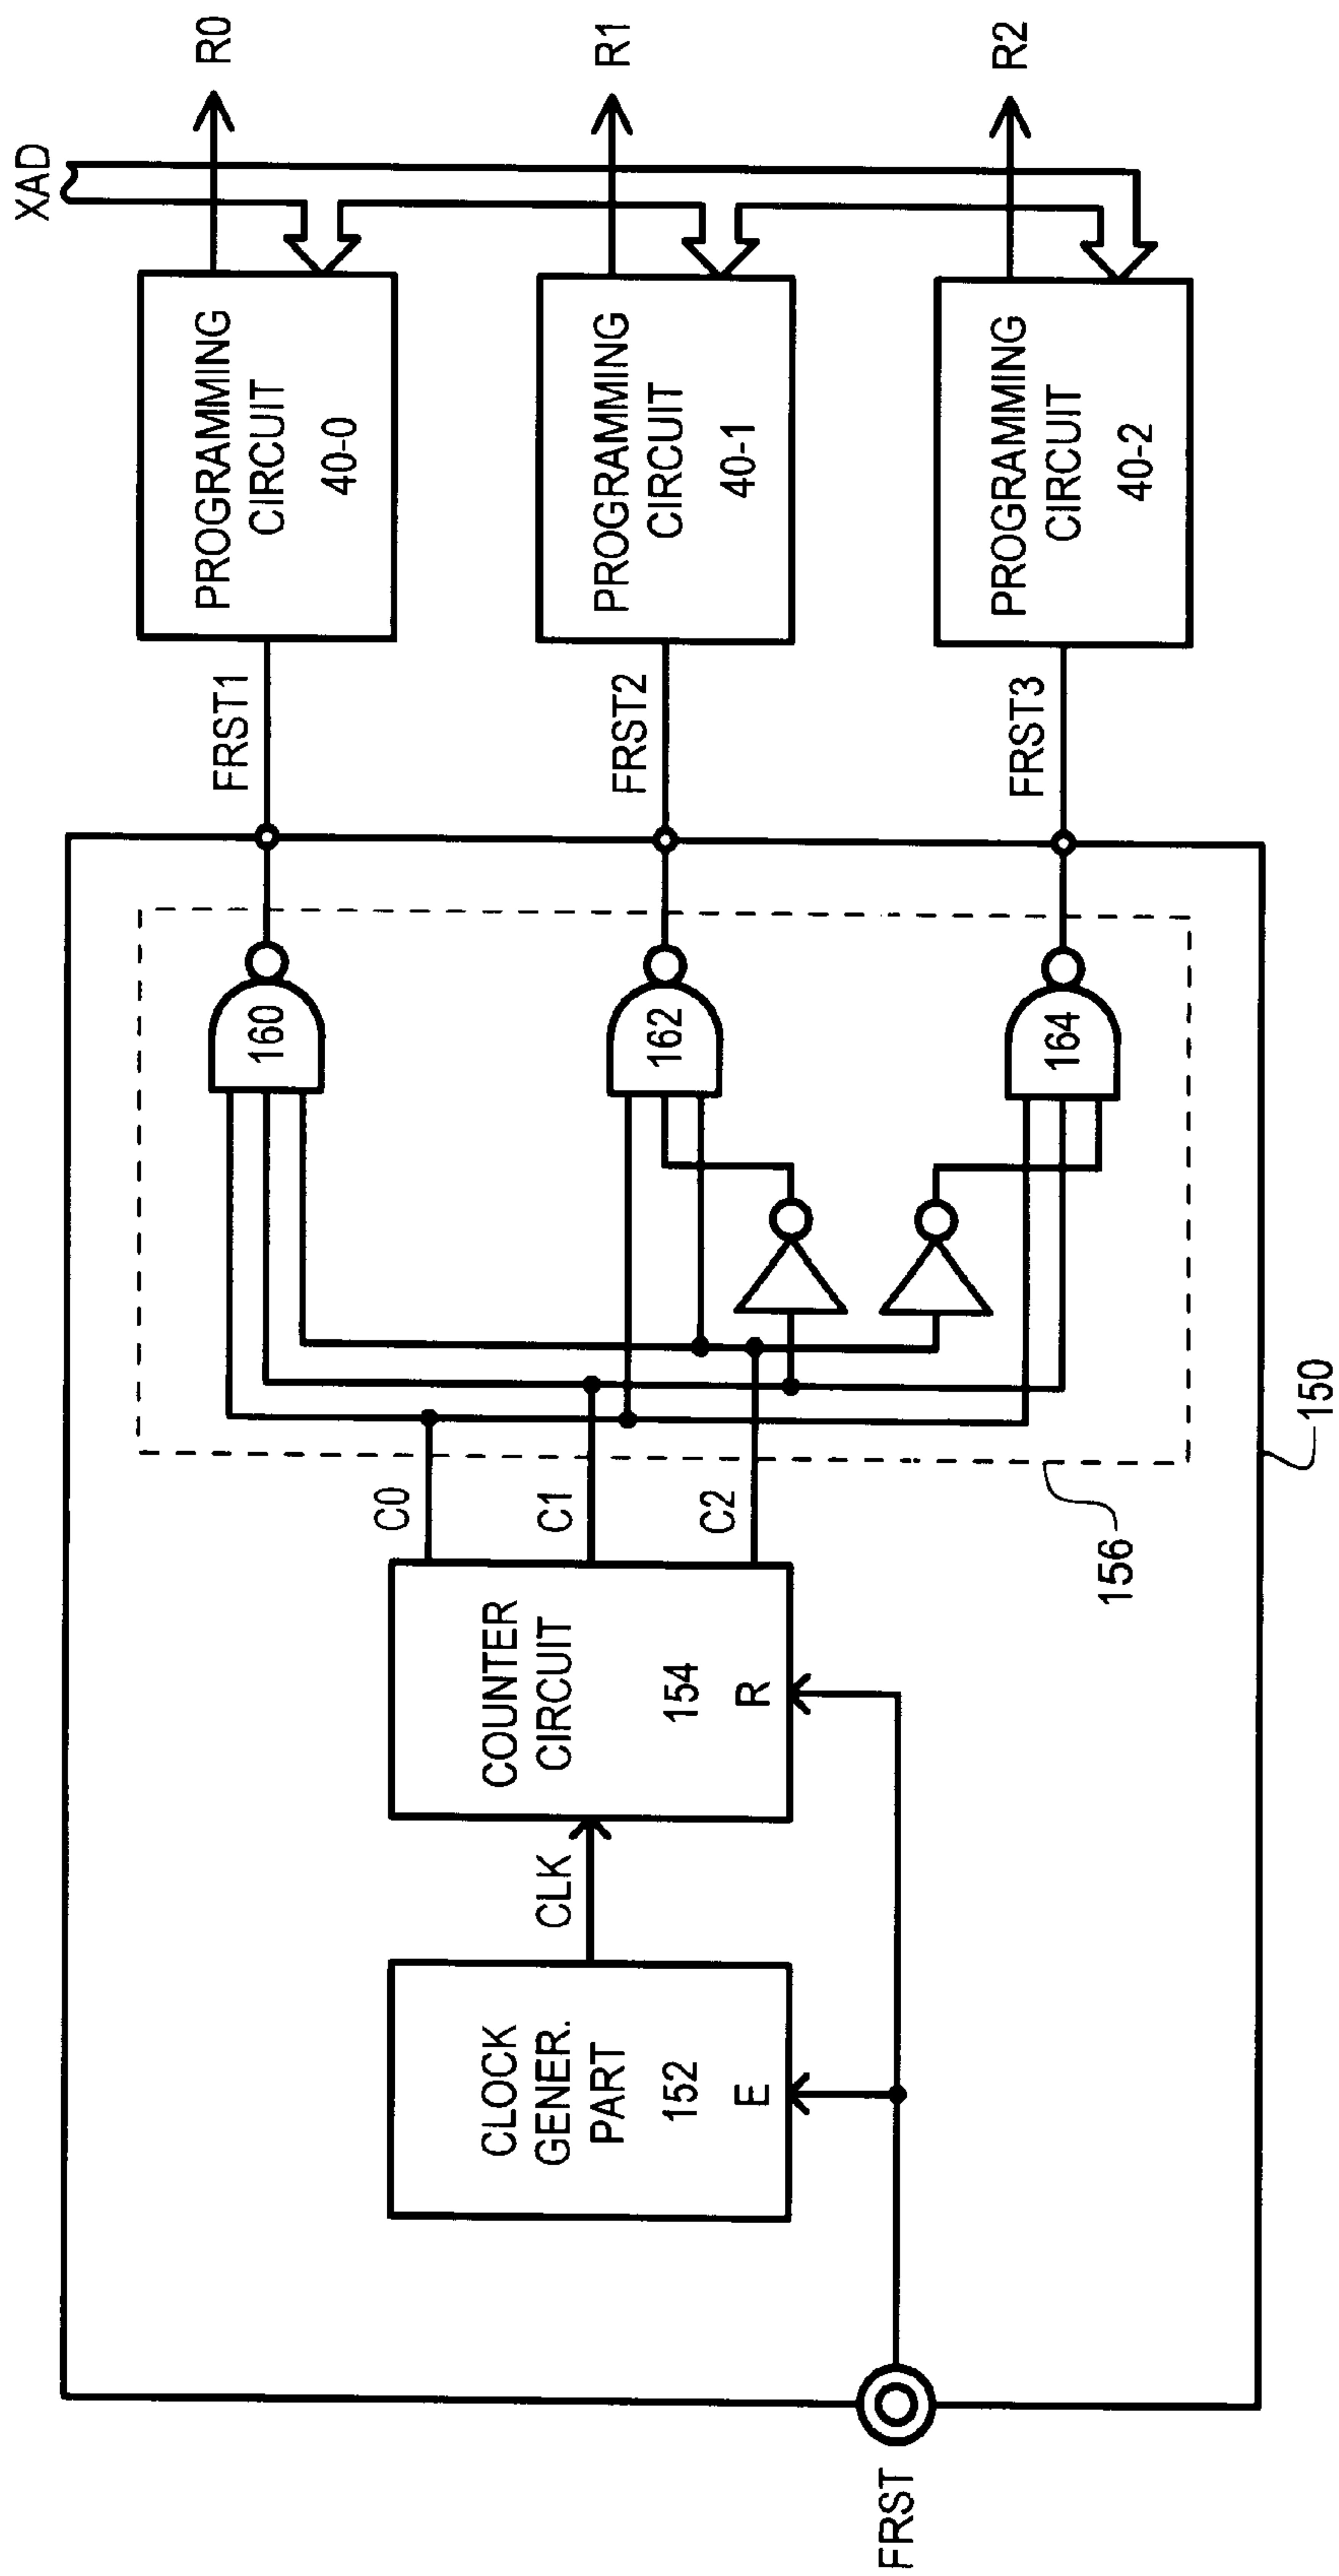 FRST
CLOCK
GENER.
PART
152
E
CLK
COUNTER
CIRCUIT
154
R
C0
C1
C2
156
150
160
162
164
FRST1
FRST2
FRST3
PROGRAMMING
CIRCUIT
40-0
PROGRAMMING
CIRCUIT
40-1
PROGRAMMING
CIRCUIT
40-2
XAD
R0
R1
R2